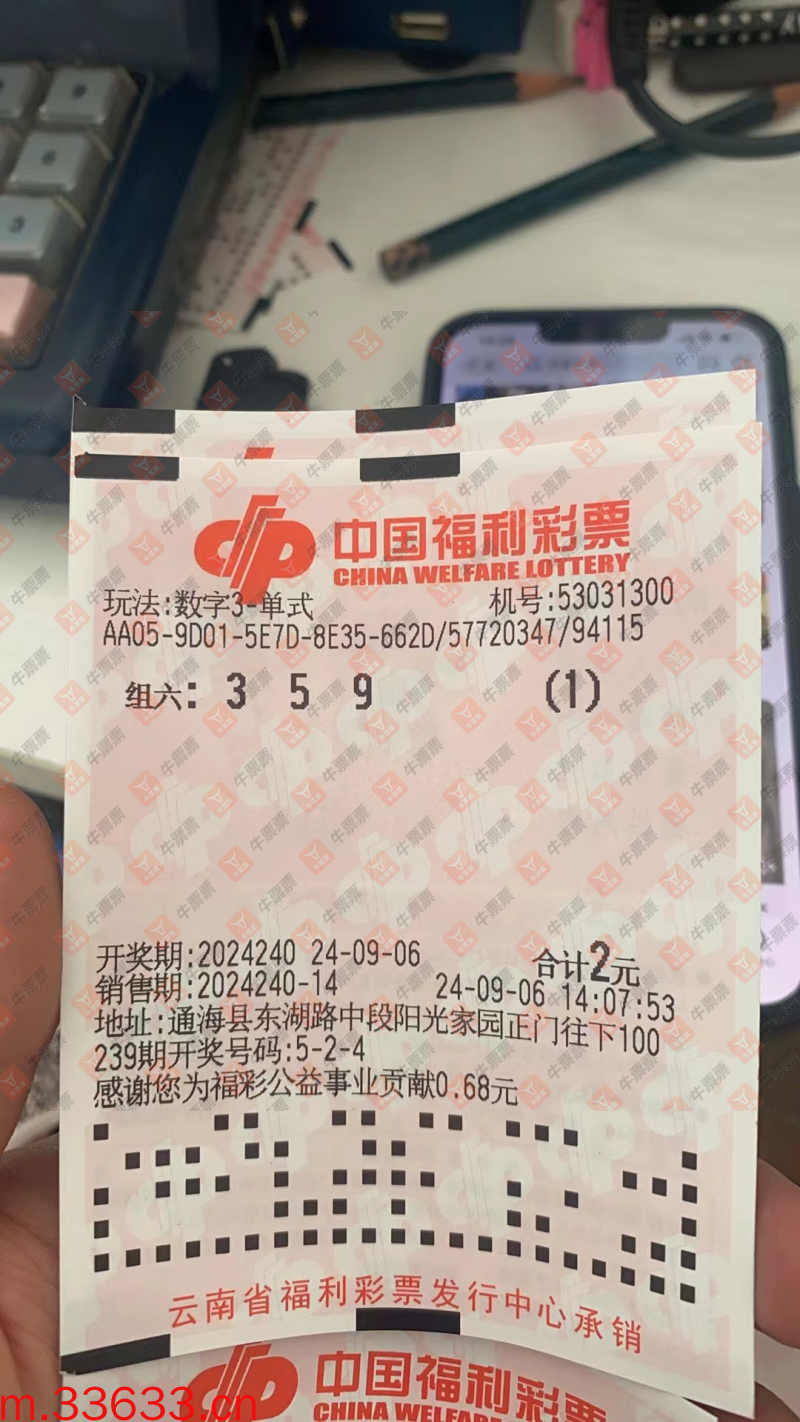 中国福利彩票
CHINA WELFARE LOTTERY
玩法:数字3-单式 机号:53031300
AA05-9D01-5E7D-8E35-662D/57720347/94115
组六: 3 5 9 (1)
开奖期:2024240 24-09-06 合计2元
销售期:2024240-14 24-09-06 14:07:53
地址:通海县东湖路中段阳光家园正门往下100
239期开奖号码:5-2-4
感谢您为福彩公益事业贡献0.68元
云南省福利彩票发行中心承销
中国福利彩票
CHINA WELFARE LOTTERY
m.33633.cn
牛票票